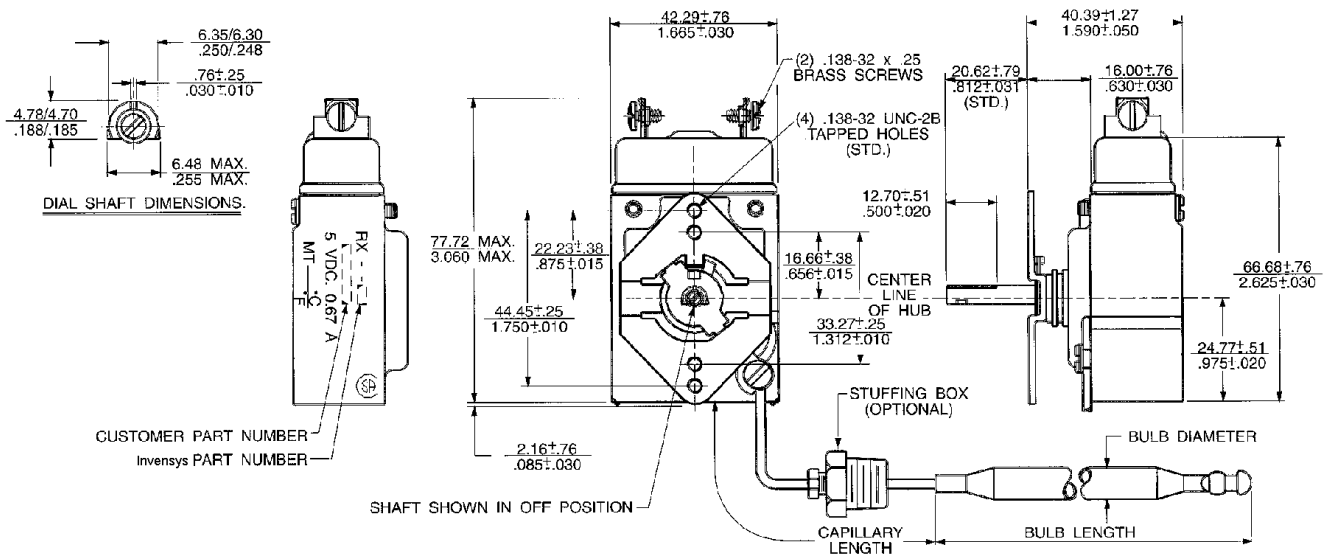 6.35/6.30
.250/.248
.76±.25
.030±.010
4.78/4.70
.188/.185
6.48 MAX.
.255 MAX.
DIAL SHAFT DIMENSIONS.
RX -
5 VDC. 0.67 A
MT
°C
°F
SA
CUSTOMER PART NUMBER
Invensys PART NUMBER
42.29±.76
1.665±.030
(2) .138-32 x .25
BRASS SCREWS
(4) .138-32 UNC-2B
TAPPED HOLES
(STD.)
77.72 MAX.
3.060 MAX.
22.23±.38
.875±.015
44.45±.25
1.750±.010
16.66±.38
.656±.015
CENTER
LINE
OF HUB
33.27±.25
1.312±.010
2.16±.76
.085±.030
SHAFT SHOWN IN OFF POSITION
STUFFING BOX
(OPTIONAL)
CAPILLARY
LENGTH
BULB LENGTH
BULB DIAMETER
40.39±1.27
1.590±.050
20.62±.79
.812±.031
(STD.)
16.00±.76
.630±.030
12.70±.51
.500±.020
66.68±.76
2.625±.030
24.77±.51
.975±.020